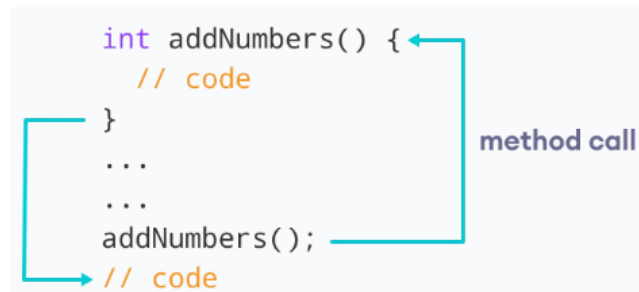 int addNumbers() {
// code
}
...
...
addNumbers();
// code
method call